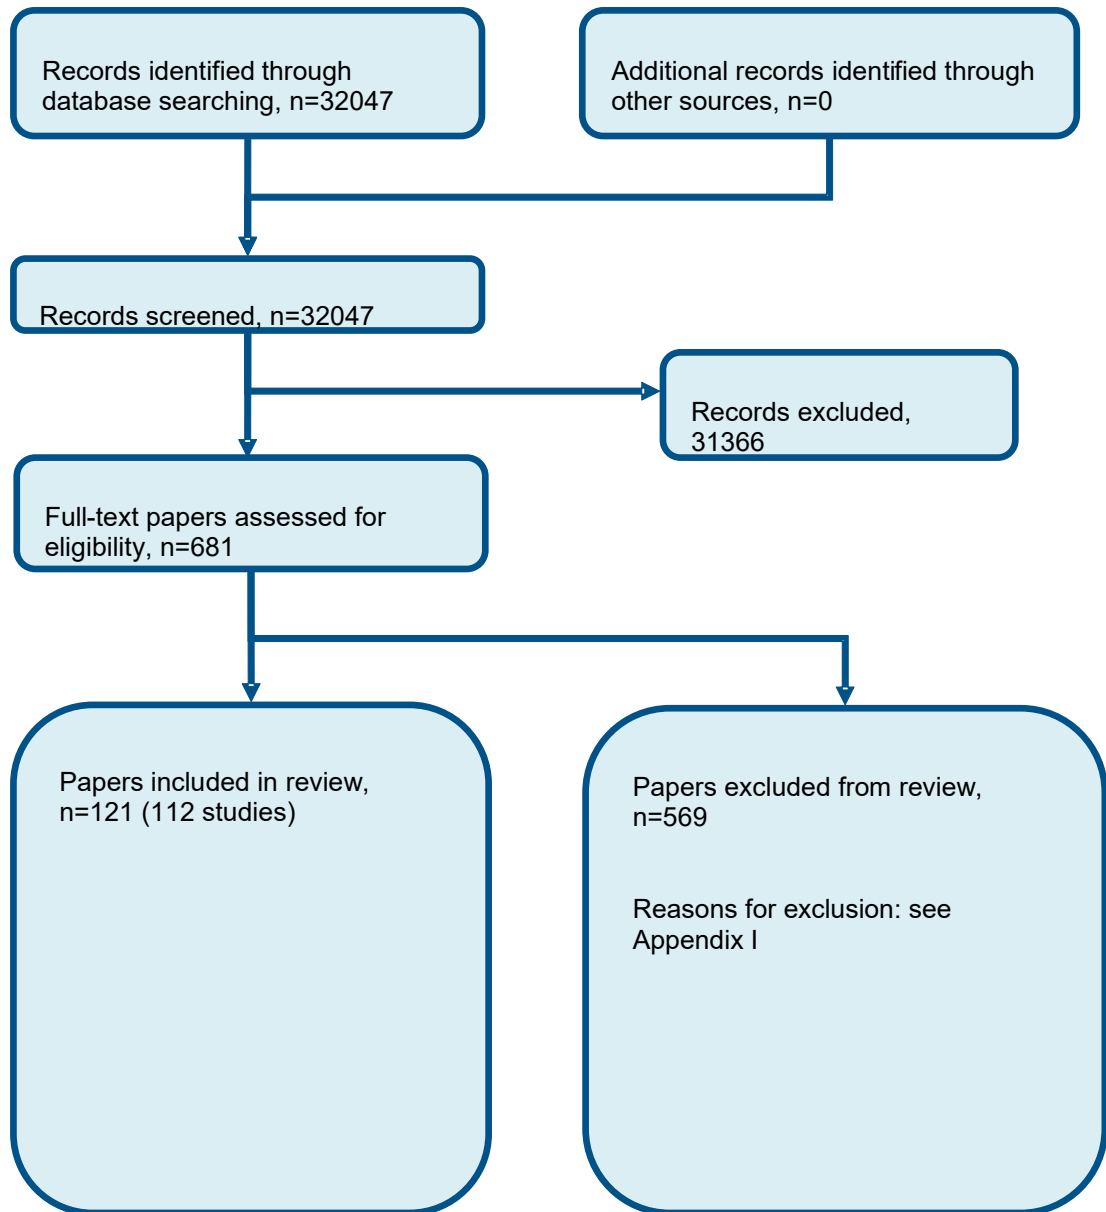 Records identified through
database searching, n=32047
Additional records identified through
other sources, n=0
Records screened, n=32047
Records excluded,
31366
Full-text papers assessed for
eligibility, n=681
Papers included in review,
n=121 (112 studies)
Papers excluded from review,
n=569
Reasons for exclusion: see
Appendix I